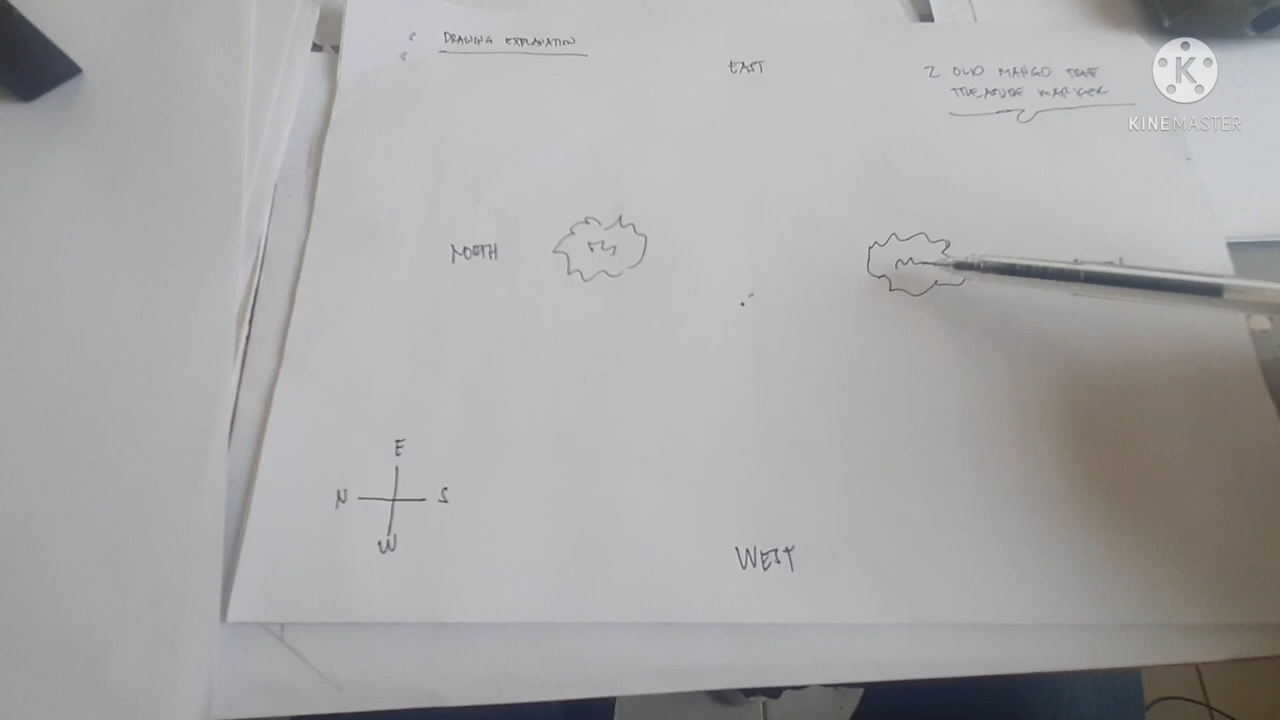 DRAWING EXPLANATION
EAST
2 OLD MANGO TREE
TREASURE MARKER
K
KINEMASTER
NORTH
M
E
N S
W
WEST